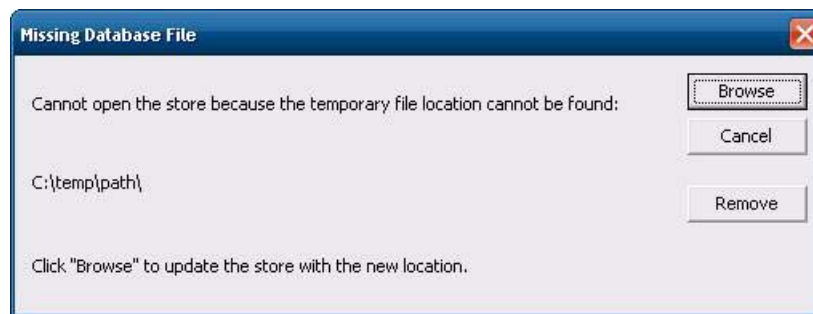 Missing Database File
Cannot open the store because the temporary file location cannot be found:
Browse
Cancel
C:\temp\path\
Remove
Click "Browse" to update the store with the new location.